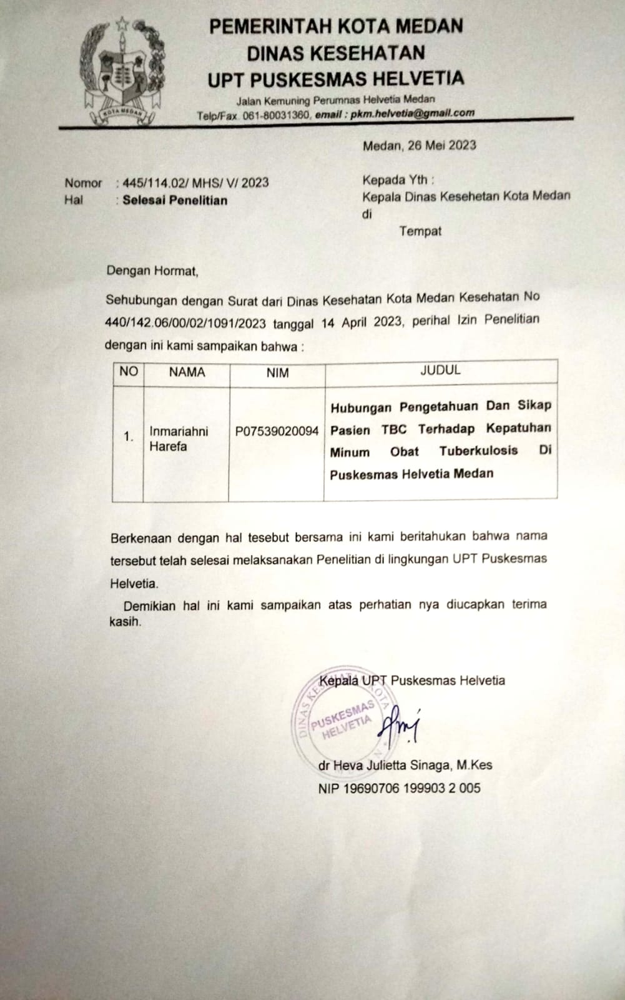 PEMERINTAH KOTA MEDAN
DINAS KESEHATAN
UPT PUSKESMAS HELVETIA
Jalan Kemuning Perumnas Helvetia Medan
Telp/Fax. 061-80031360, email : pkm.helvetia@gmail.com
KOTA MEDAN
Medan, 26 Mei 2023
Nomor : 445/114.02/ MHS/ V/ 2023
Hal : Selesai Penelitian
Kepada Yth :
Kepala Dinas Kesehetan Kota Medan
di
Tempat
Dengan Hormat,
Sehubungan dengan Surat dari Dinas Kesehatan Kota Medan Kesehatan No
440/142.06/00/02/1091/2023 tanggal 14 April 2023, perihal Izin Penelitian
dengan ini kami sampaikan bahwa :
NO NAMA NIM JUDUL
1. Inmariahni Harefa P07539020094
Hubungan Pengetahuan Dan Sikap
Pasien TBC Terhadap Kepatuhan
Minum Obat Tuberkulosis Di
Puskesmas Helvetia Medan
Berkenaan dengan hal tesebut bersama ini kami beritahukan bahwa nama
tersebut telah selesai melaksanakan Penelitian di lingkungan UPT Puskesmas
Helvetia.
Demikian hal ini kami sampaikan atas perhatian nya diucapkan terima
kasih.
Kepala UPT Puskesmas Helvetia
DINAS KESEHATAN KOTA
PUSKESMAS
HELVETIA
dr Heva Julietta Sinaga, M.Kes
NIP 19690706 199903 2 005